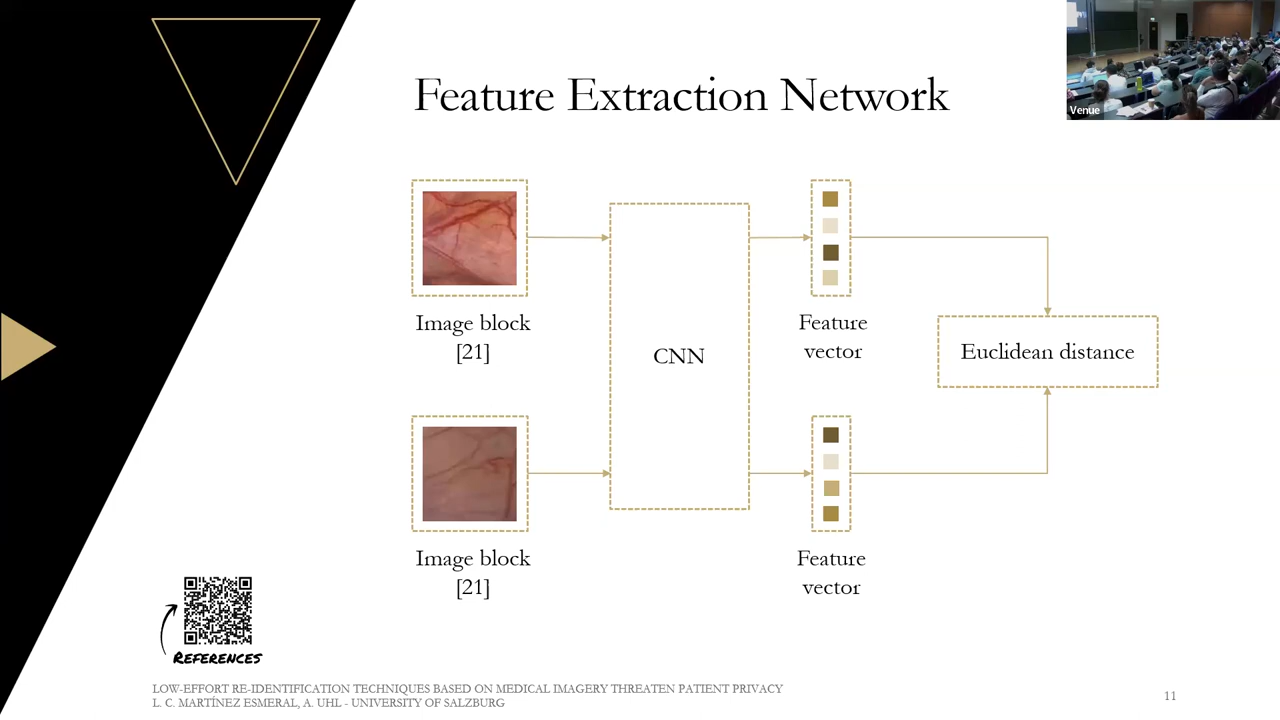 Feature Extraction Network
Venue
Image block
[21]
CNN
Feature
vector
Euclidean distance
Image block
[21]
Feature
vector
REFERENCES
LOW-EFFORT RE-IDENTIFICATION TECHNIQUES BASED ON MEDICAL IMAGERY THREATEN PATIENT PRIVACY
L. C. MARTÍNEZ ESMERAL, A. UHL - UNIVERSITY OF SALZBURG
11